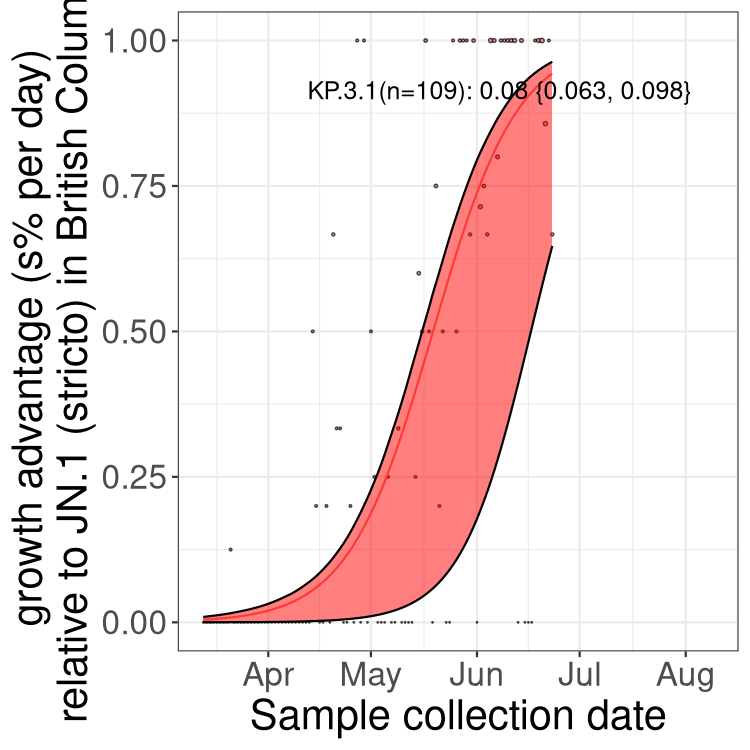 growth advantage (s% per day)
relative to JN.1 (stricto) in British Colum
1.00
0.75
0.50
0.25
0.00
KP.3.1(n=109): 0.08 {0.063, 0.098}
Apr May Jun Jul Aug
Sample collection date